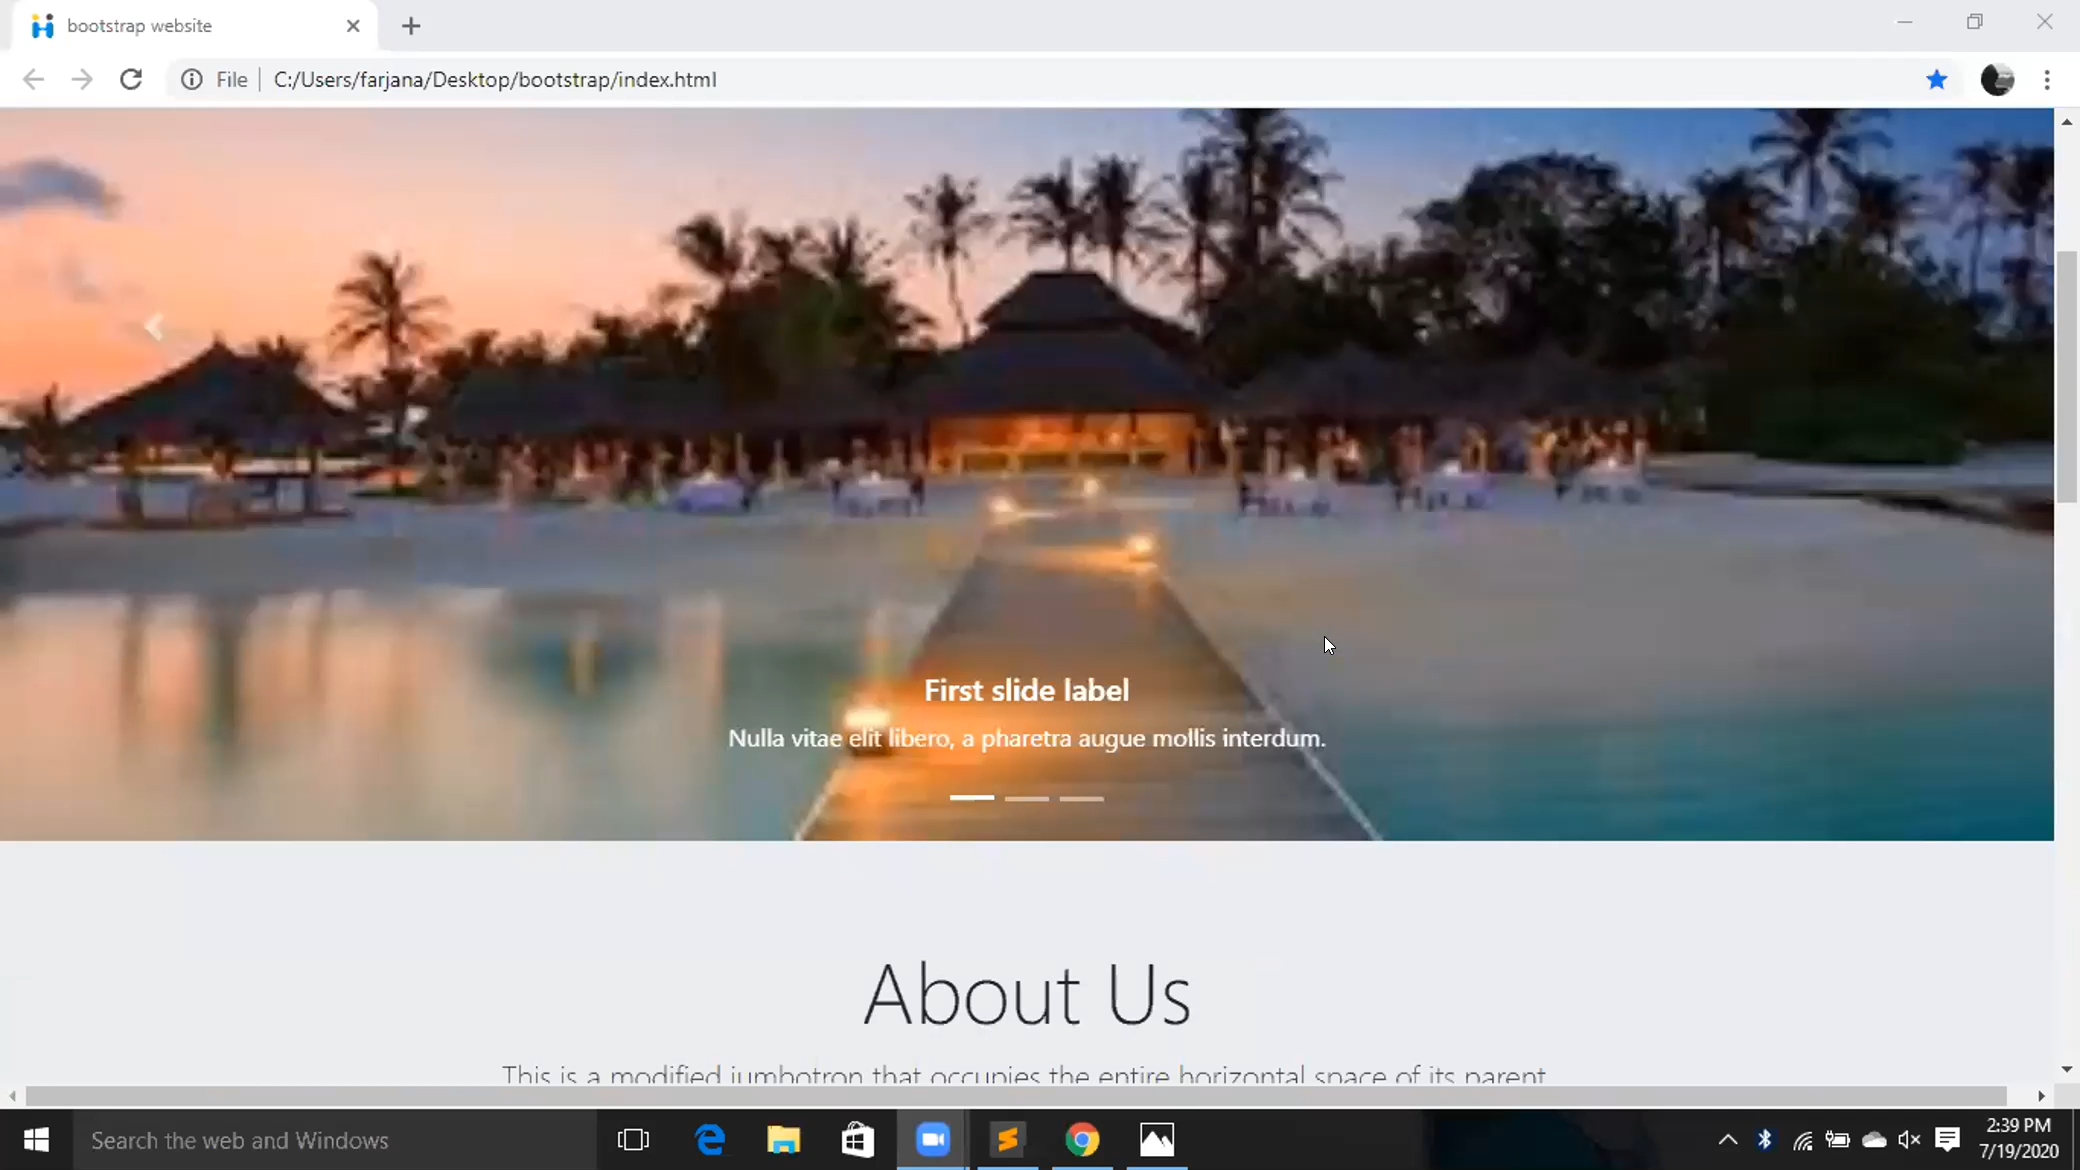 bootstrap website
File
C:/Users/farjana/Desktop/bootstrap/index.html
First slide label
Nulla vitae elit libero, a pharetra augue mollis interdum.
About Us
This is a modified jumbotron that occupies the entire horizontal space of its parent
Search the web and Windows
2:39 PM
7/19/2020